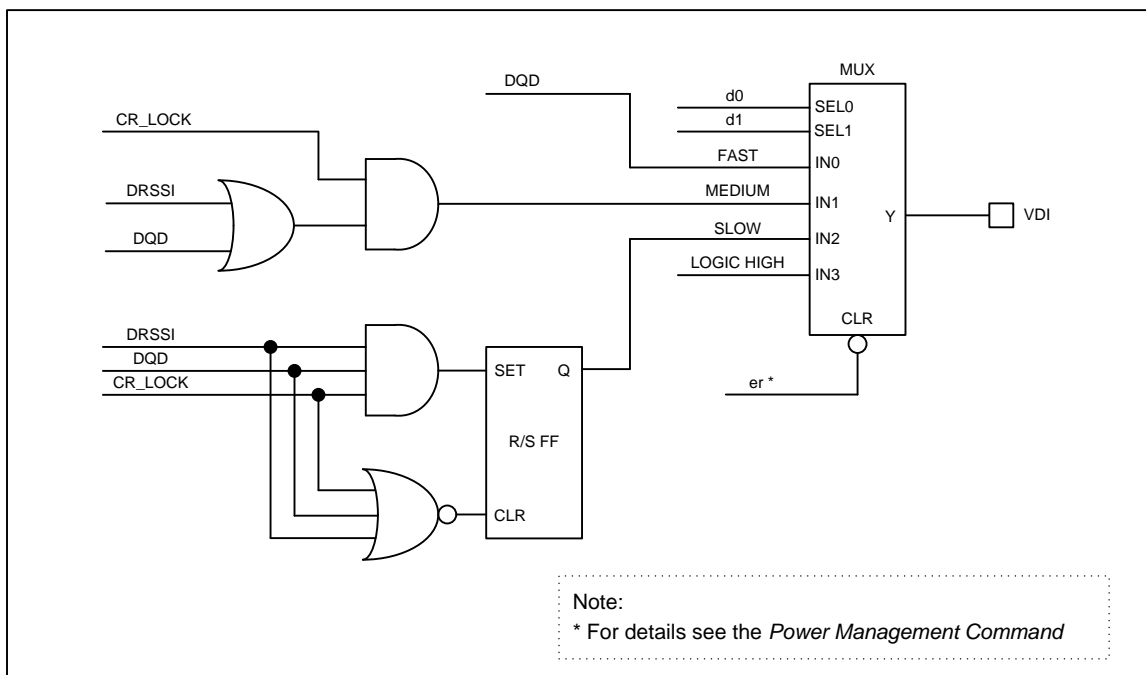 MUX
DQD
d0
SEL0
CR_LOCK
d1
SEL1
FAST
IN0
DRSSI
MEDIUM
IN1
Y
VDI
DQD
SLOW
IN2
LOGIC HIGH
IN3
CLR
DRSSI
DQD
SET
Q
CR_LOCK
er *
R/S FF
CLR
Note:
* For details see the Power Management Command